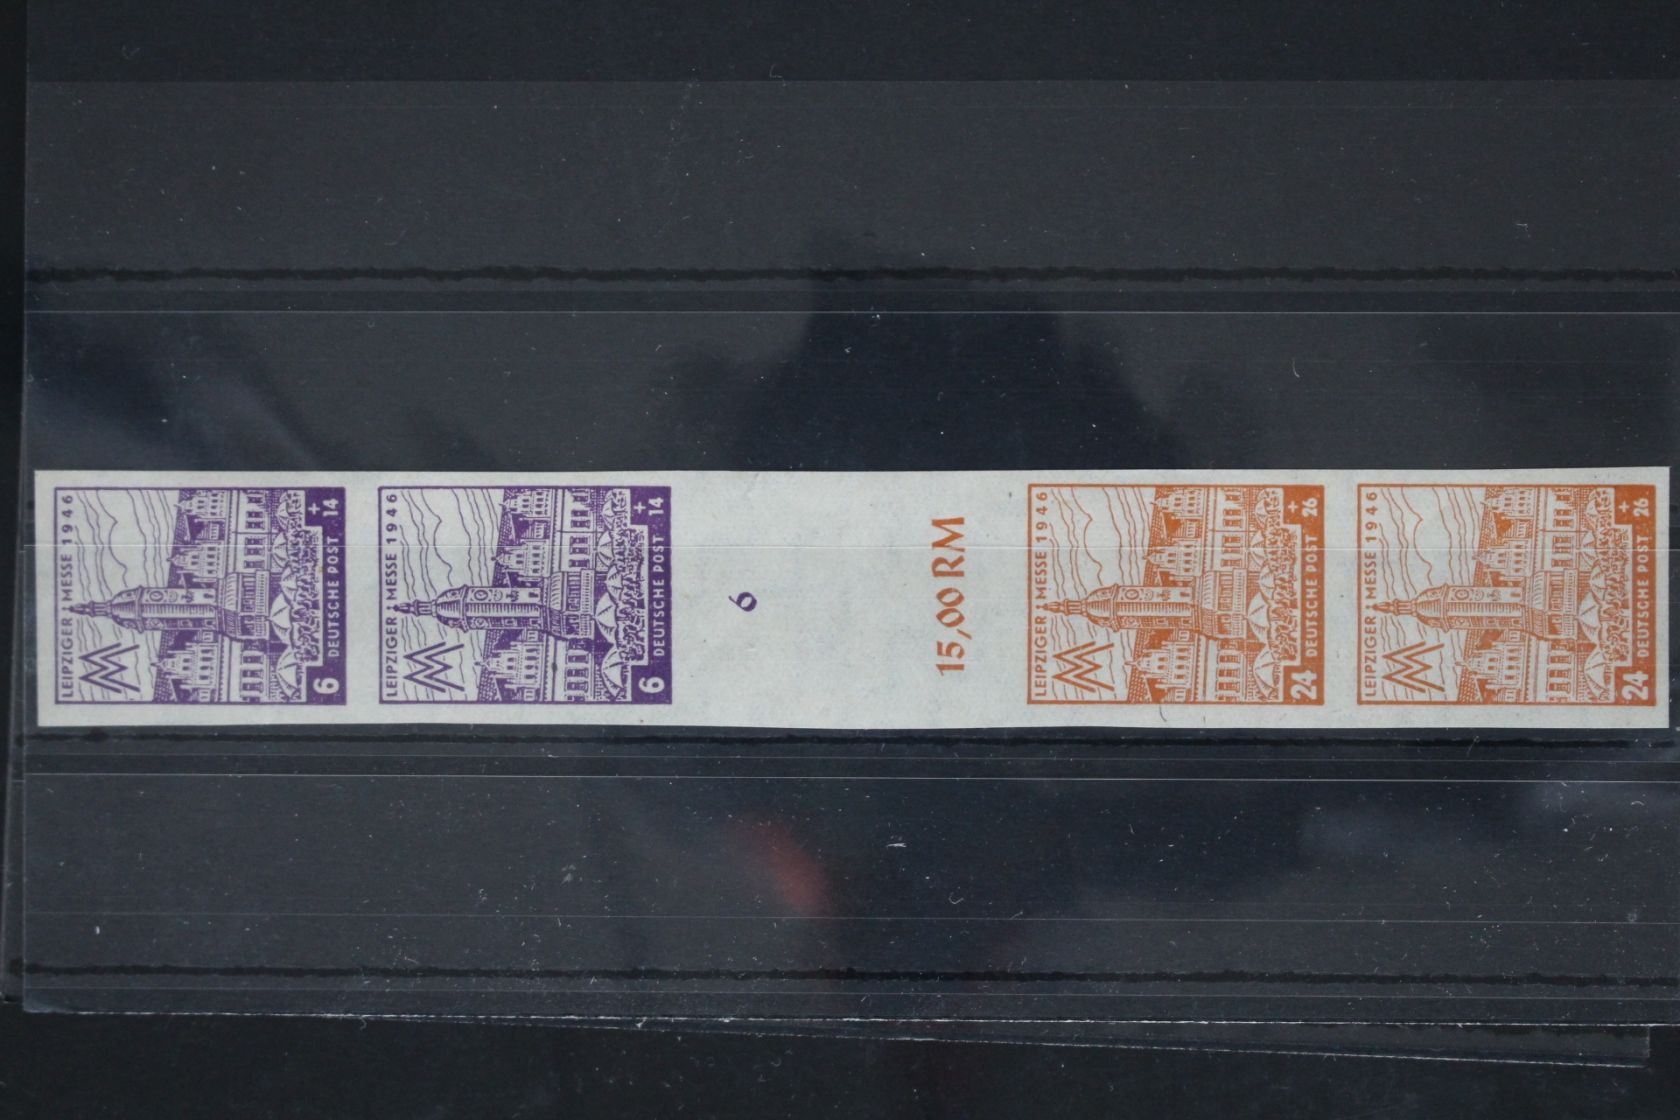 LEIPZIGER MESSE 1946
6 DEUTSCHE POST + 14
LEIPZIGER MESSE 1946
6 DEUTSCHE POST + 14
6
15,00 RM
LEIPZIGER MESSE 1946
24 DEUTSCHE POST + 26
LEIPZIGER MESSE 1946
24 DEUTSCHE POST + 26